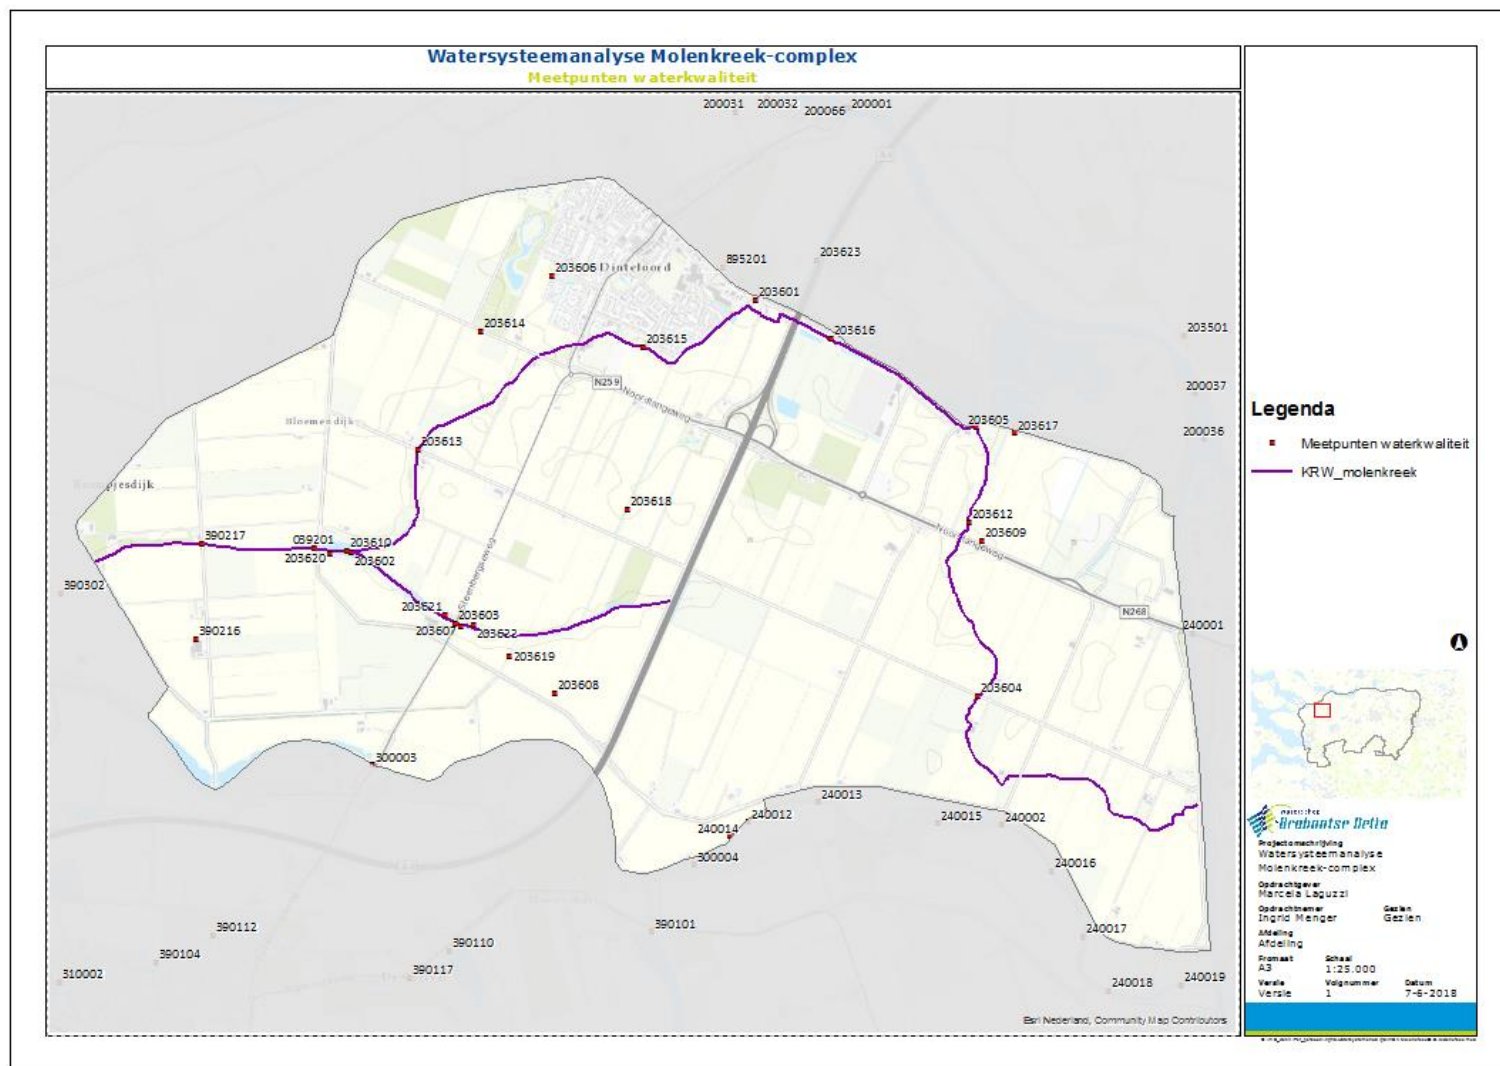 Watersysteemanalyse Molenkreek-complex
Meetpunten waterkwaliteit
200031
200032
200066
200001
895201
203623
203606
Dinteloord
203601
203614
203615
203616
203501
N259
Noordlangeweg
200037
203613
203605
203617
200036
Bloemendijk
203618
203612
203609
Noordlangeweg
390217
039201
203610
203620
203602
Steenbergseweg
390302
203621
203603
203607
203622
N268
240001
390216
203619
203608
203604
300003
240013
240012
240014
240015
240002
300004
240016
390101
390112
390110
240017
390104
390117
310002
240018
240019
Esri Nederland, Community Map Contributors
Legenda
Meetpunten waterkwaliteit
KRW_molenkreek
waterschap
Brabantse Delta
Projectomschrijving
Watersysteemanalyse
Molenkreek-complex
Opdrachtgever
Marcela Laguzzi
Opdrachtnemer Gezien
Ingrid Menger Gezien
Afdeling
Afdeling
Formaat Schaal
A3 1:25.000
Versie Volgnummer Datum
Versie 1 7-6-2018